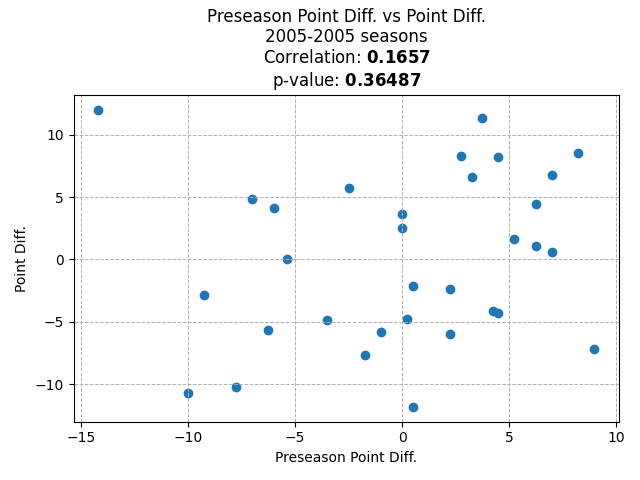 Preseason Point Diff. vs Point Diff.
2005-2005 seasons
Correlation: 0.1657
p-value: 0.36487
10
5
0
−5
−10
Point Diff.
−15 −10 −5 0 5 10
Preseason Point Diff.